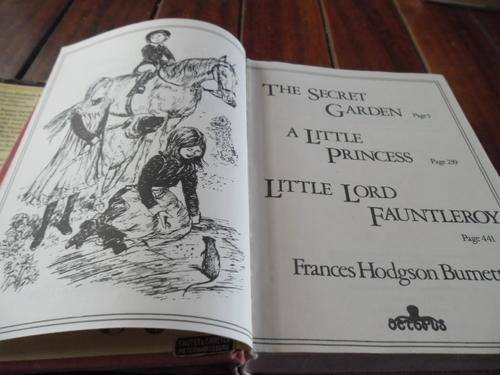 THE SECRET
GARDEN Page 5
A LITTLE
PRINCESS Page 219
LITTLE LORD
FAUNTLEROY
Page 441
Frances Hodgson Burnett
OCTOPUS